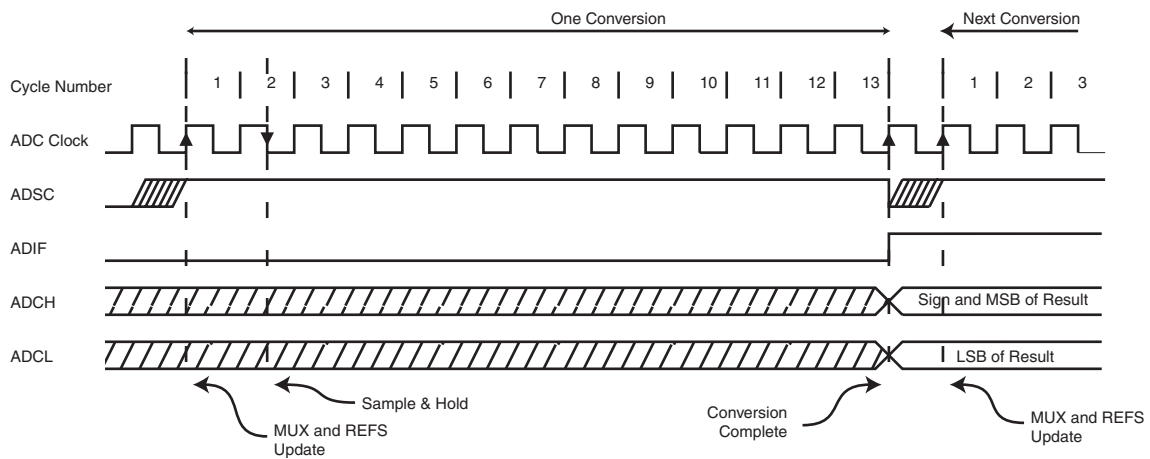 One Conversion
Next Conversion
Cycle Number
1 2 3 4 5 6 7 8 9 10 11 12 13 1 2 3
ADC Clock
ADSC
ADIF
ADCH
Sign and MSB of Result
ADCL
LSB of Result
Sample & Hold
MUX and REFS
Update
Conversion
Complete
MUX and REFS
Update